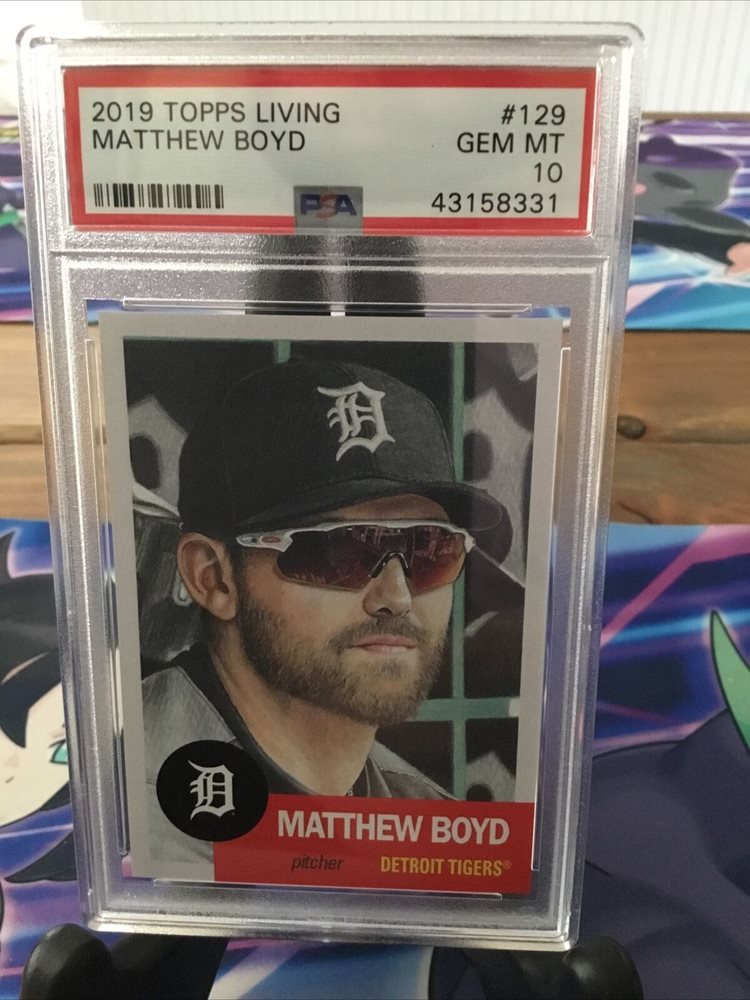 2019 TOPPS LIVING #129
MATTHEW BOYD GEM MT
10
PSA 43158331
D
D
MATTHEW BOYD
pitcher DETROIT TIGERS®